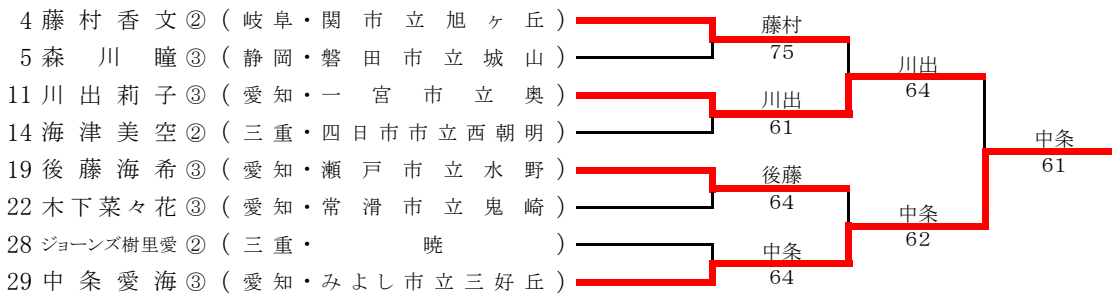 4 藤村香文② (岐阜・関市立旭ヶ丘)
5 森川瞳③ (静岡・磐田市立城山)
11 川出莉子③ (愛知・一宮市立奥)
14 海津美空② (三重・四日市市立西朝明)
19 後藤海希③ (愛知・瀬戸市立水野)
22 木下菜々花③ (愛知・常滑市立鬼崎)
28 ジョーンズ樹里愛② (三重・暁)
29 中条愛海③ (愛知・みよし市立三好丘)
藤村
75
川出
61
後藤
64
中条
64
川出
64
中条
62
中条
61